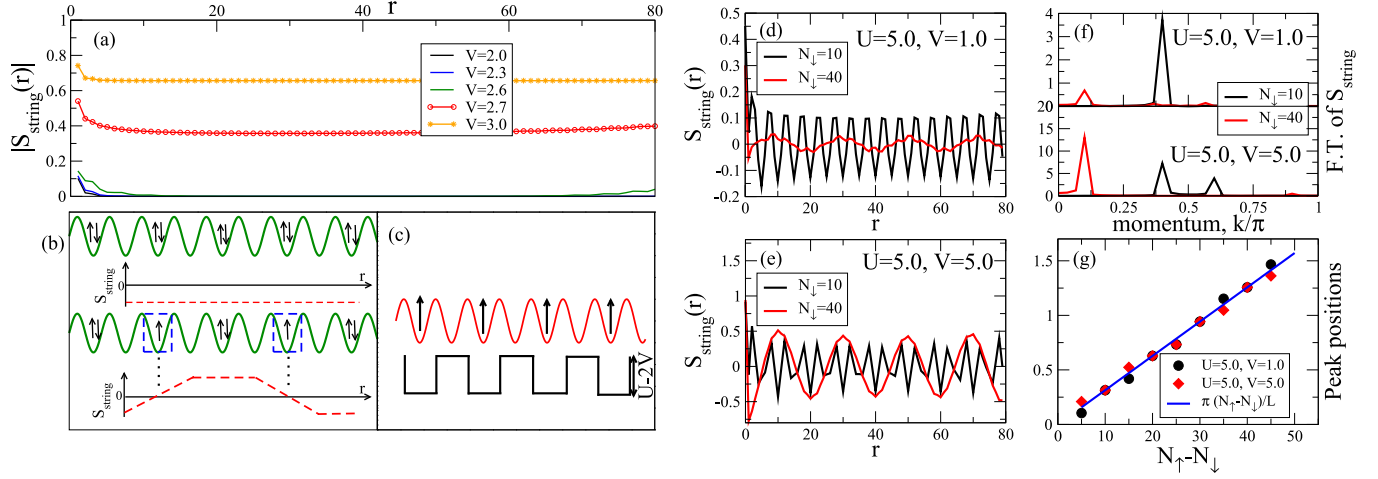 r
0 20 40 60 80
1
0.8
0.6
0.4
0.2
0
|S_string(r)|
(a)
V=2.0
V=2.3
V=2.6
V=2.7
V=3.0
(b)
S_string
0
r
S_string
0
r
(c)
U-2V
0.5
0.4
0.3
0.2
0.1
0
-0.1
-0.2
S_string(r)
(d)
U=5.0, V=1.0
N↓=10
N↓=40
0 20 40 60 80
r
1.5
1
0.5
0
-0.5
S_string(r)
(e)
U=5.0, V=5.0
N↓=10
N↓=40
0 20 40 60 80
r
4
3
2
1
(f)
U=5.0, V=1.0
N↓=10
N↓=40
20
15
10
5
0
U=5.0, V=5.0
F.T. of S_string
0 0.25 0.5 0.75 1
momentum, k/π
2
1.5
1
0.5
0
(g)
U=5.0, V=1.0
U=5.0, V=5.0
π (N↑-N↓)/L
Peak positions
0 10 20 30 40 50
N↑-N↓